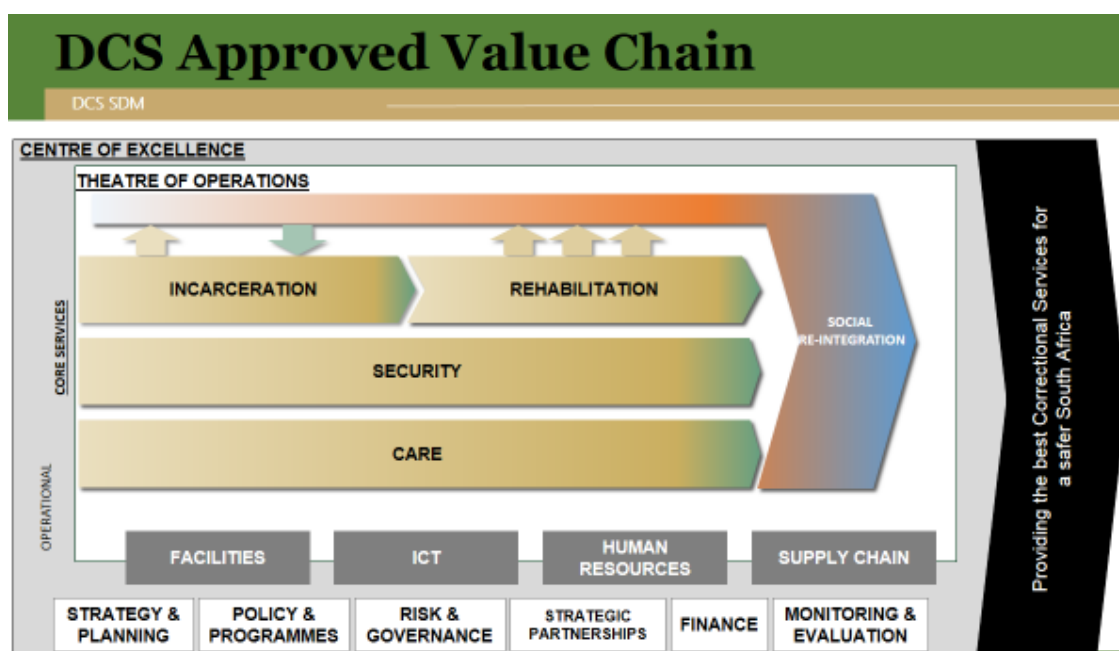 DCS Approved Value Chain
DCS SDM
CENTRE OF EXCELLENCE
THEATRE OF OPERATIONS
INCARCERATION
REHABILITATION
SECURITY
CARE
SOCIAL
RE-INTEGRATION
CORE SERVICES
OPERATIONAL
FACILITIES
ICT
HUMAN
RESOURCES
SUPPLY CHAIN
STRATEGY &
PLANNING
POLICY &
PROGRAMMES
RISK &
GOVERNANCE
STRATEGIC
PARTNERSHIPS
FINANCE
MONITORING &
EVALUATION
Providing the best Correctional Services for
a safer South Africa